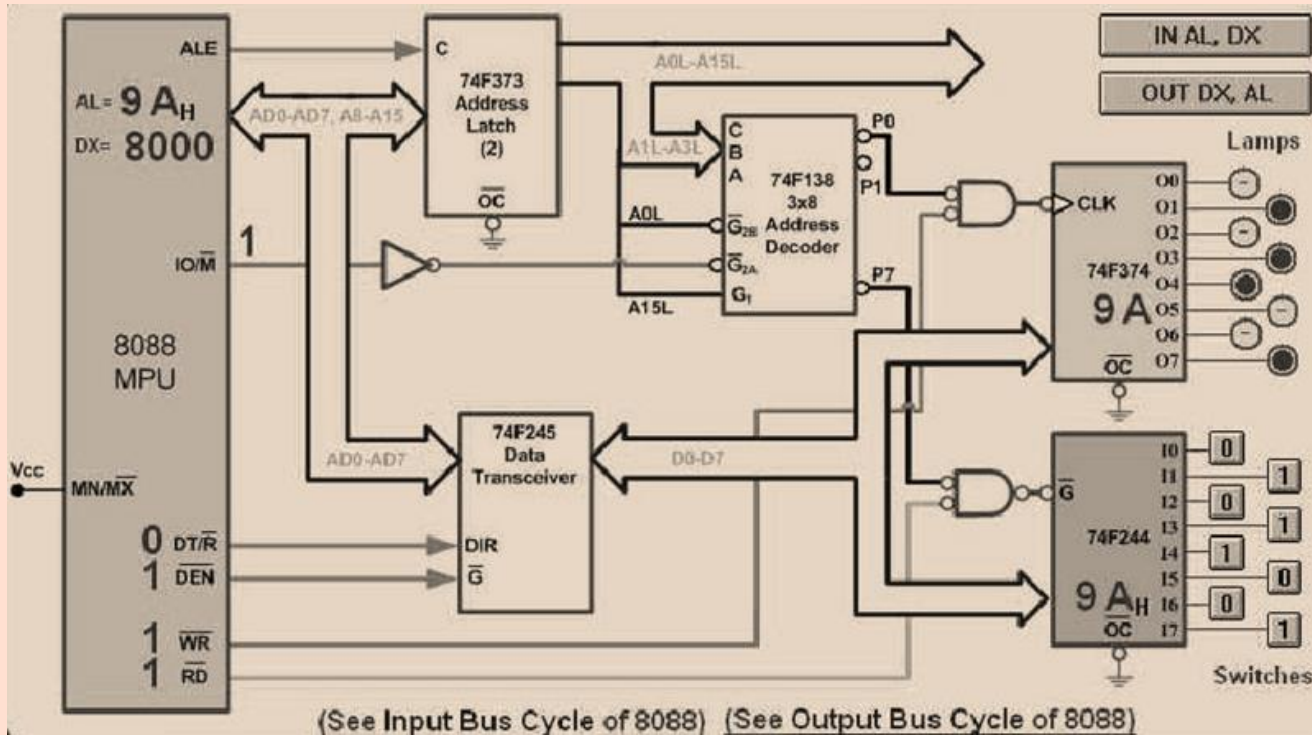 ALE
AL= 9 AH
DX= 8000
AD0-AD7, A8-A15
IO/M
1
8088
MPU
Vcc
MN/MX
0 DT/R
1 DEN
1 WR
1 RD
C
74F373
Address
Latch
(2)
OC
A0L-A15L
A1L-A3L
A0L
A15L
C
B
A
G2B
G2A
G1
74F138
3x8
Address
Decoder
P0
P1
P7
AD0-AD7
74F245
Data
Transceiver
DIR
G
D0-D7
IN AL, DX
OUT DX, AL
Lamps
CLK
74F374
9 A
OC
O0
O1
O2
O3
O4
O5
O6
O7
G
74F244
9 AH
OC
I0 0
I1 1
I2 0
I3 1
I4 1
I5 0
I6 0
I7 1
Switches
(See Input Bus Cycle of 8088) (See Output Bus Cycle of 8088)